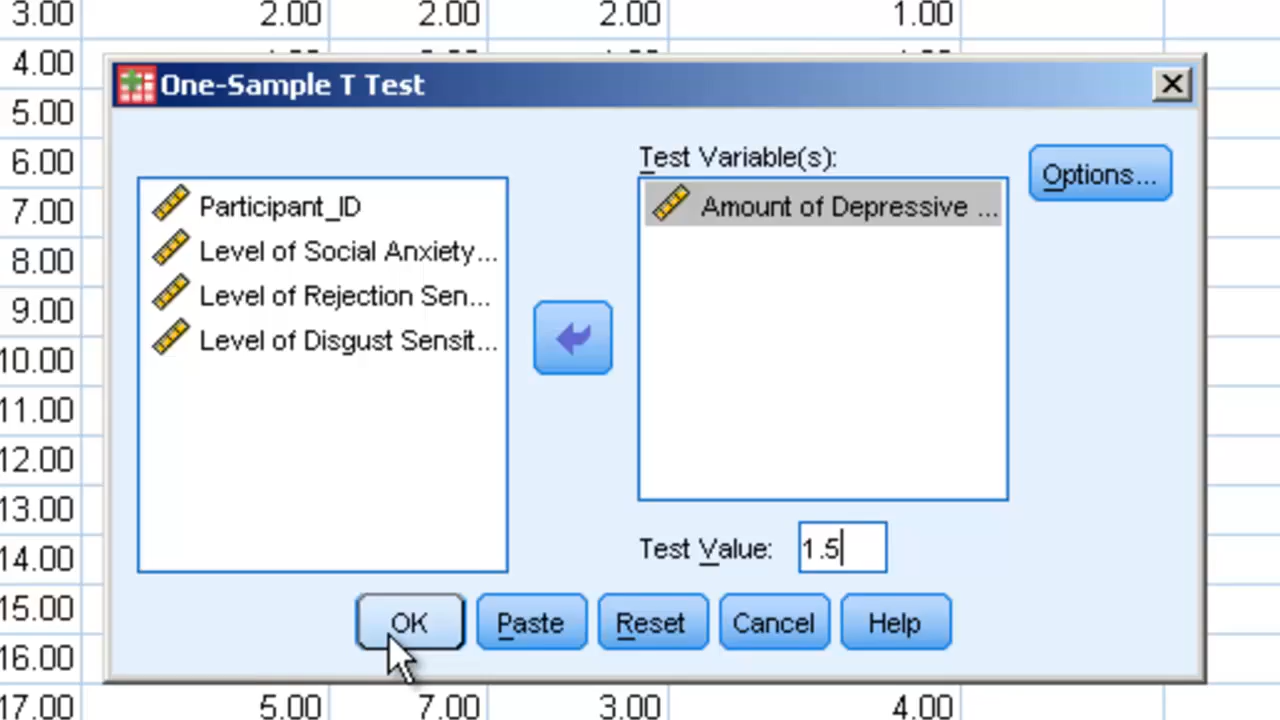 3.00 2.00 2.00 2.00 1.00
4.00
One-Sample T Test
5.00
6.00
Test Variable(s):
Options...
7.00
Participant_ID
Amount of Depressive ...
8.00
Level of Social Anxiety...
9.00
Level of Rejection Sen...
10.00
Level of Disgust Sensit...
11.00
12.00
13.00
14.00
Test Value: 1.5
15.00
OK Paste Reset Cancel Help
16.00
17.00 5.00 7.00 3.00 4.00